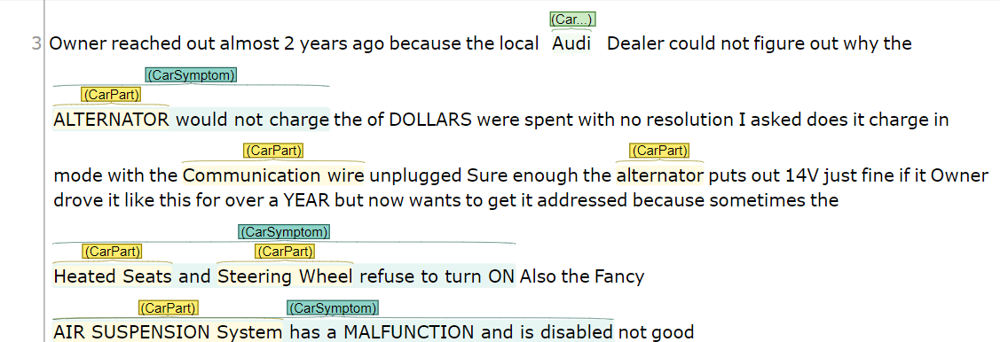 (Car...)
3 Owner reached out almost 2 years ago because the local Audi Dealer could not figure out why the
(CarSymptom)
(CarPart)
ALTERNATOR would not charge the of DOLLARS were spent with no resolution I asked does it charge in
(CarPart) (CarPart)
mode with the Communication wire unplugged Sure enough the alternator puts out 14V just fine if it Owner
drove it like this for over a YEAR but now wants to get it addressed because sometimes the
(CarSymptom)
(CarPart) (CarPart)
Heated Seats and Steering Wheel refuse to turn ON Also the Fancy
(CarPart) (CarSymptom)
AIR SUSPENSION System has a MALFUNCTION and is disabled not good